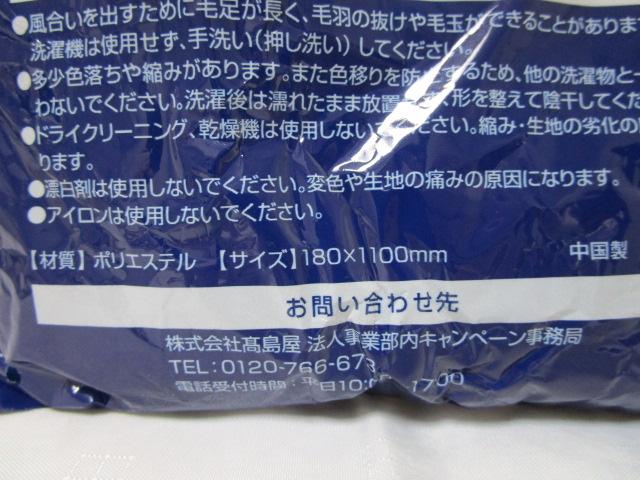 ●風合いを出すために毛足が長く、毛羽の抜けや毛玉ができることがありま
洗濯機は使用せず、手洗い(押し洗い)してください。
●多少色落ちや縮みがあります。また色移りを防止するため、他の洗濯物と
わないでください。洗濯後は濡れたまま放置 形を整えて陰干してくだ
●ドライクリーニング、乾燥機は使用しないでください。縮み・生地の劣化の
ります。
●漂白剤は使用しないでください。変色や生地の痛みの原因になります。
●アイロンは使用しないでください。
【材質】ポリエステル 【サイズ】180×1100mm 中国製
お問い合わせ先
株式会社髙島屋 法人事業部内キャンペーン事務局
TEL:0120-766-678
電話受付時間:平日10:00-1700